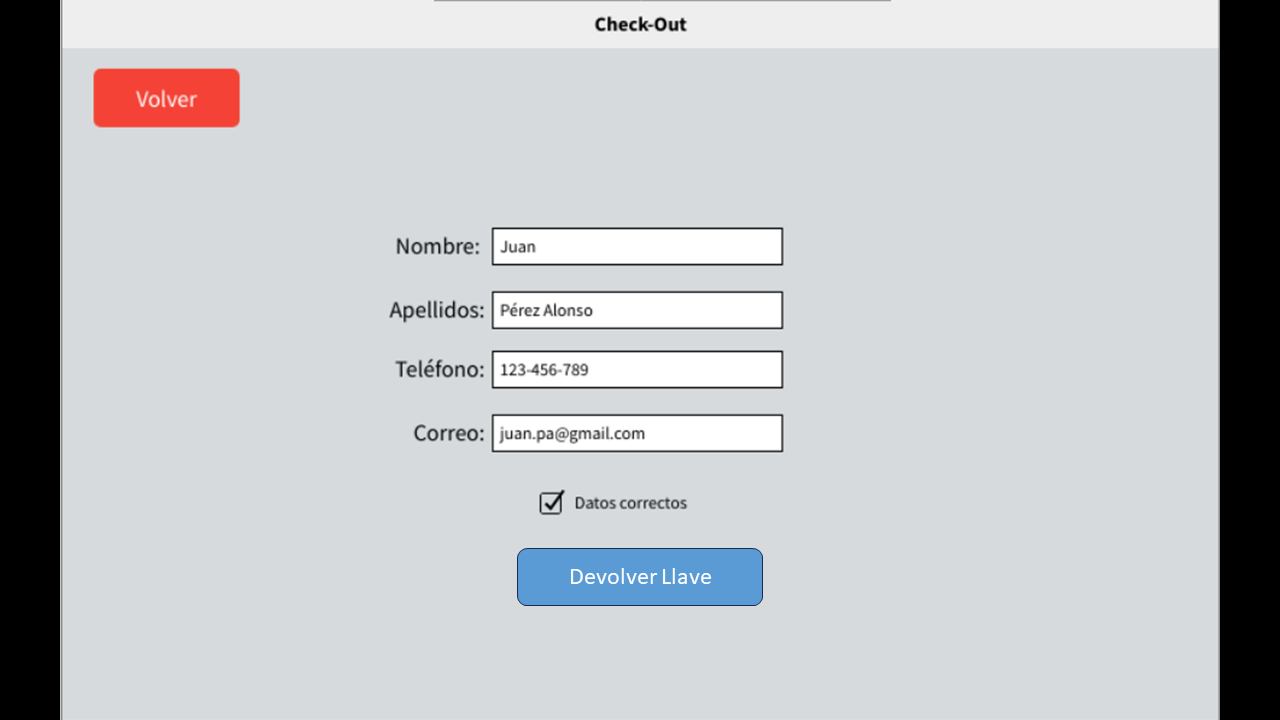 Check-Out
Volver
Nombre: Juan
Apellidos: Pérez Alonso
Teléfono: 123-456-789
Correo: juan.pa@gmail.com
Datos correctos
Devolver Llave